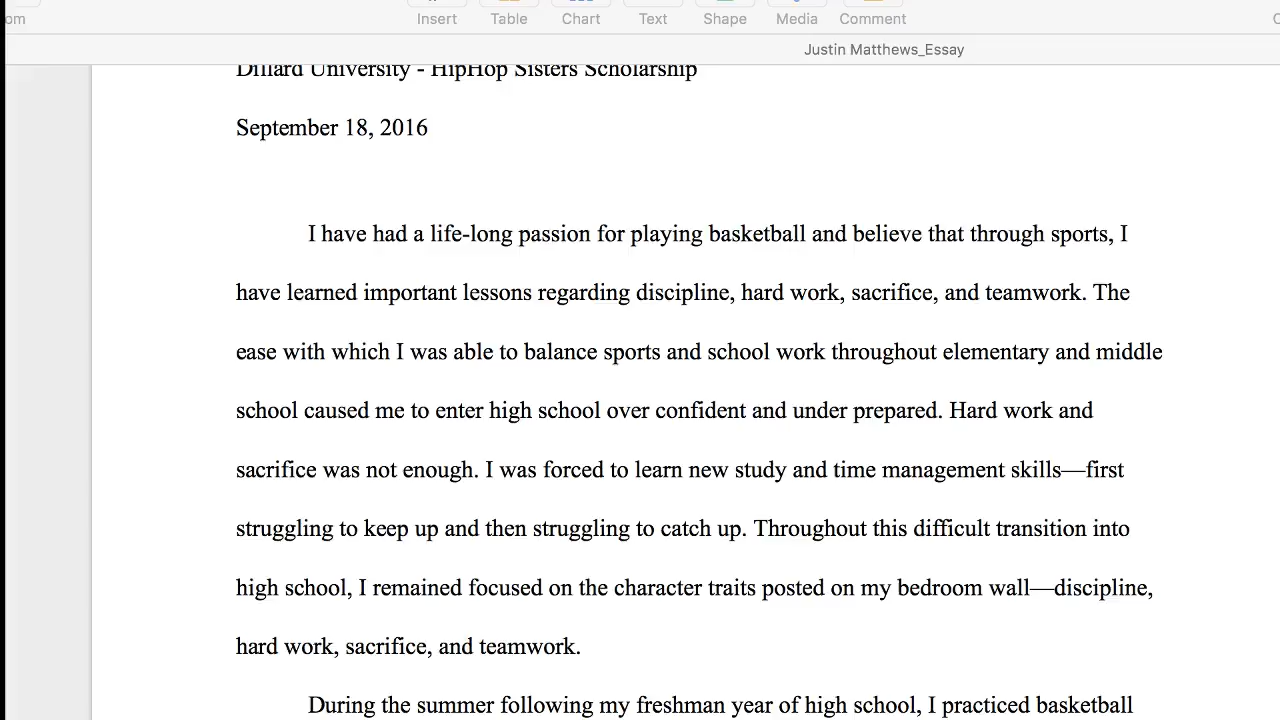 om
Insert Table Chart Text Shape Media Comment
Justin Matthews_Essay
Dillard University - HipHop Sisters Scholarship
September 18, 2016
I have had a life-long passion for playing basketball and believe that through sports, I
have learned important lessons regarding discipline, hard work, sacrifice, and teamwork. The
ease with which I was able to balance sports and school work throughout elementary and middle
school caused me to enter high school over confident and under prepared. Hard work and
sacrifice was not enough. I was forced to learn new study and time management skills—first
struggling to keep up and then struggling to catch up. Throughout this difficult transition into
high school, I remained focused on the character traits posted on my bedroom wall—discipline,
hard work, sacrifice, and teamwork.
During the summer following my freshman year of high school, I practiced basketball